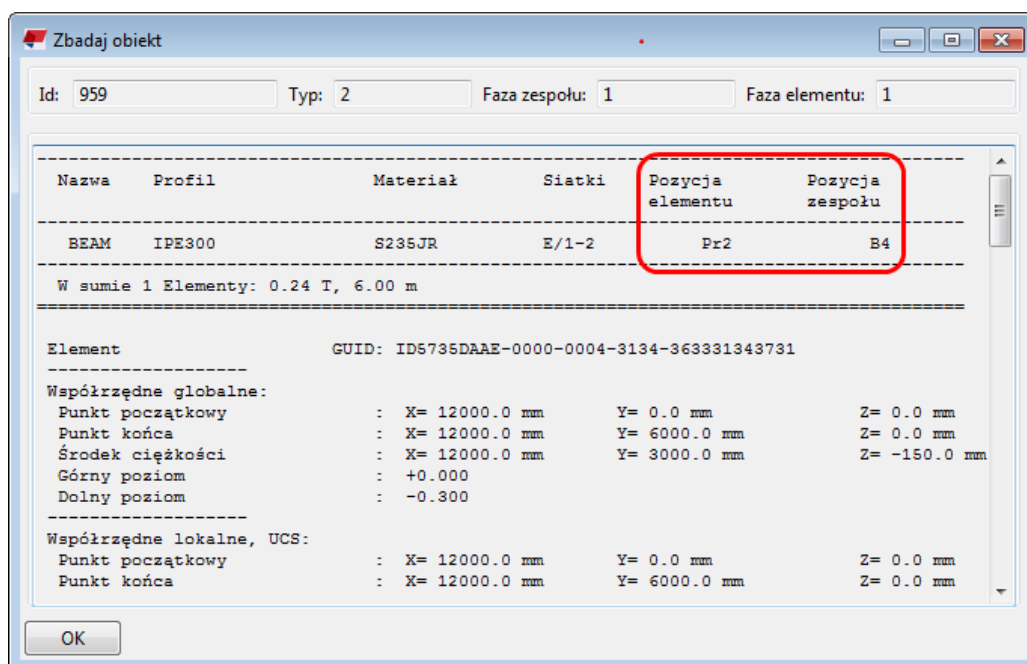 Zbadaj obiekt
Id: 959 Typ: 2 Faza zespołu: 1 Faza elementu: 1
Nazwa Profil Materiał Siatki Pozycja Pozycja
elementu zespołu
BEAM IPE300 S235JR E/1-2 Pr2 B4
W sumie 1 Elementy: 0.24 T, 6.00 m
Element GUID: ID5735DAAE-0000-0004-3134-363331343731
Współrzędne globalne:
Punkt początkowy : X= 12000.0 mm Y= 0.0 mm Z= 0.0 mm
Punkt końca : X= 12000.0 mm Y= 6000.0 mm Z= 0.0 mm
Środek ciężkości : X= 12000.0 mm Y= 3000.0 mm Z= -150.0 mm
Górny poziom : +0.000
Dolny poziom : -0.300
Współrzędne lokalne, UCS:
Punkt początkowy : X= 12000.0 mm Y= 0.0 mm Z= 0.0 mm
Punkt końca : X= 12000.0 mm Y= 6000.0 mm Z= 0.0 mm
OK